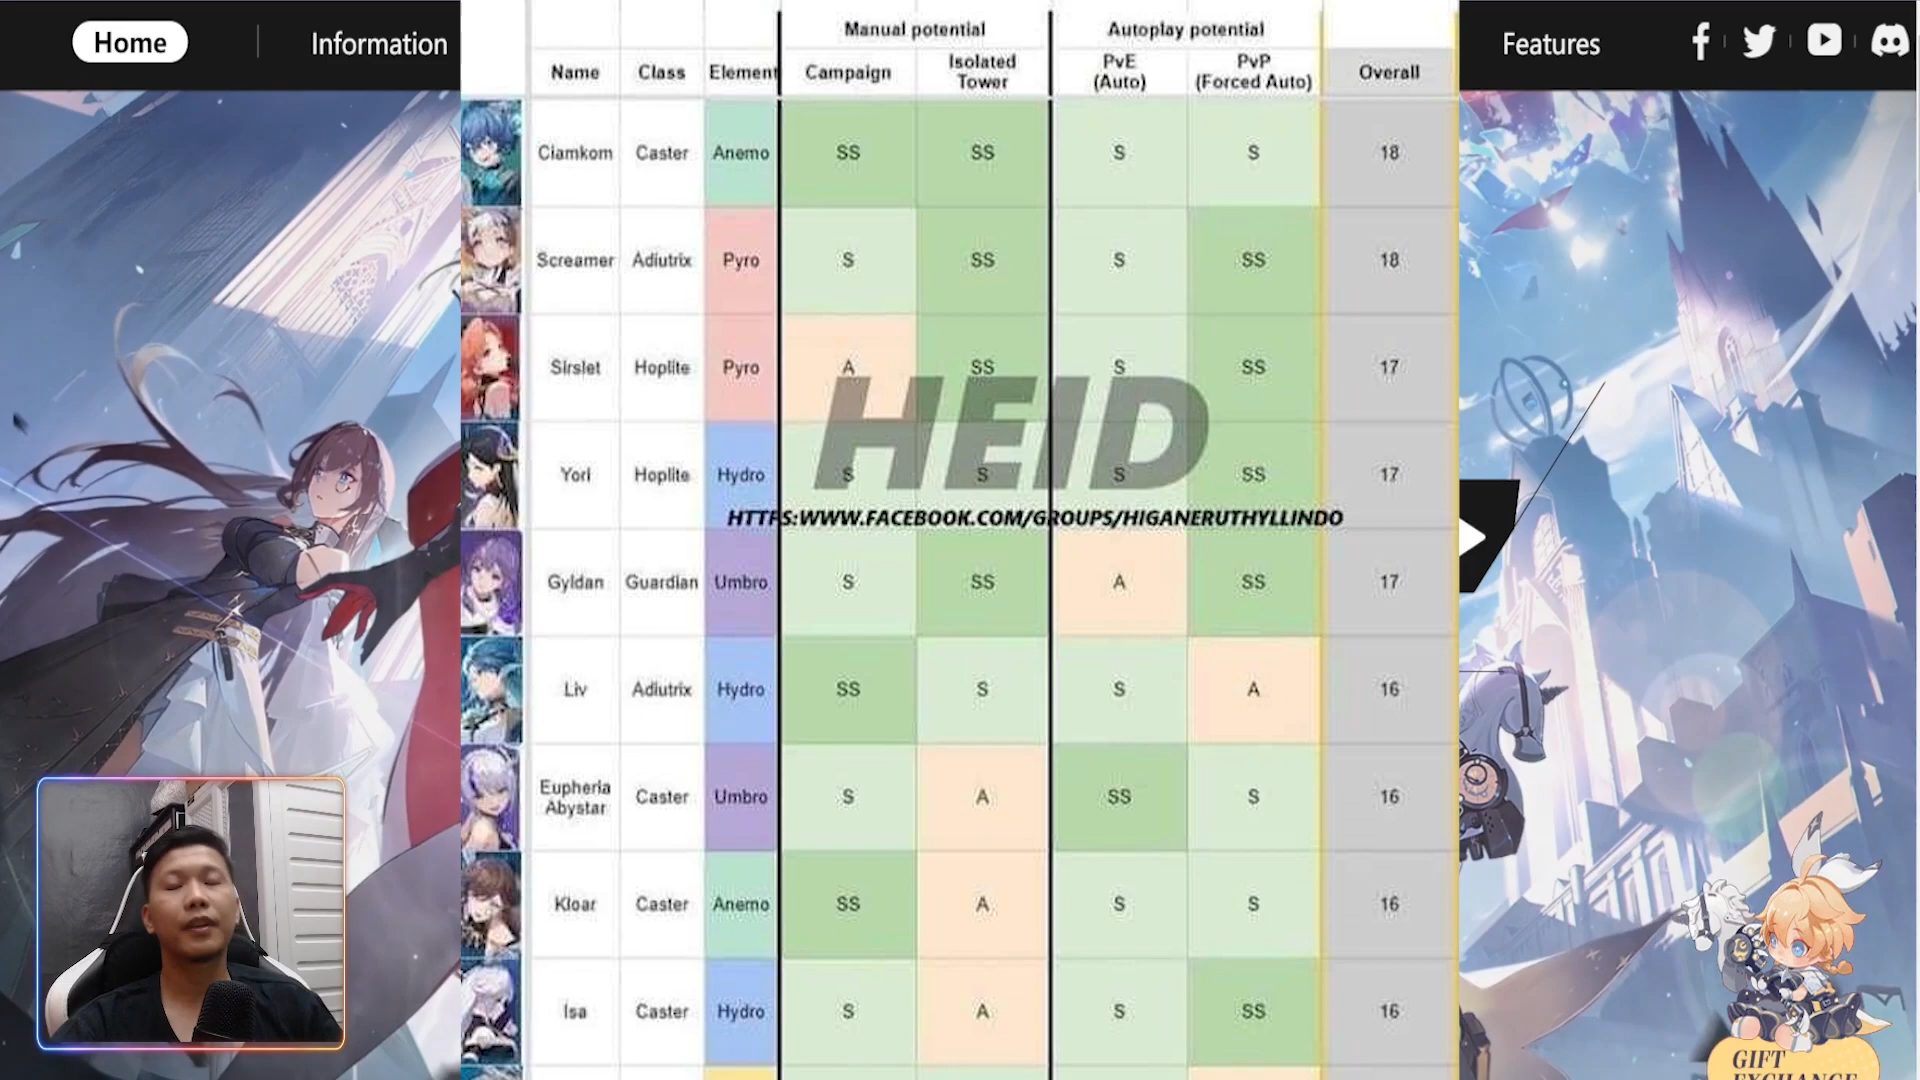 Home
Information
Features
Manual potential
Autoplay potential
Name Class Element Campaign Isolated Tower PvE (Auto) PvP (Forced Auto) Overall
Ciamkom Caster Anemo SS SS S S 18
Screamer Adiutrix Pyro S SS S SS 18
Sirslet Hoplite Pyro A SS S SS 17
HEID
Yori Hoplite Hydro S S S SS 17
HTTPS:WWW.FACEBOOK.COM/GROUPS/HIGANERUTHYLLINDO
Gyldan Guardian Umbro S SS A SS 17
Liv Adiutrix Hydro SS S S A 16
Eupheria Abystar Caster Umbro S A SS S 16
Kloar Caster Anemo SS A S S 16
Isa Caster Hydro S A S SS 16
GIFT
EXCHANGE